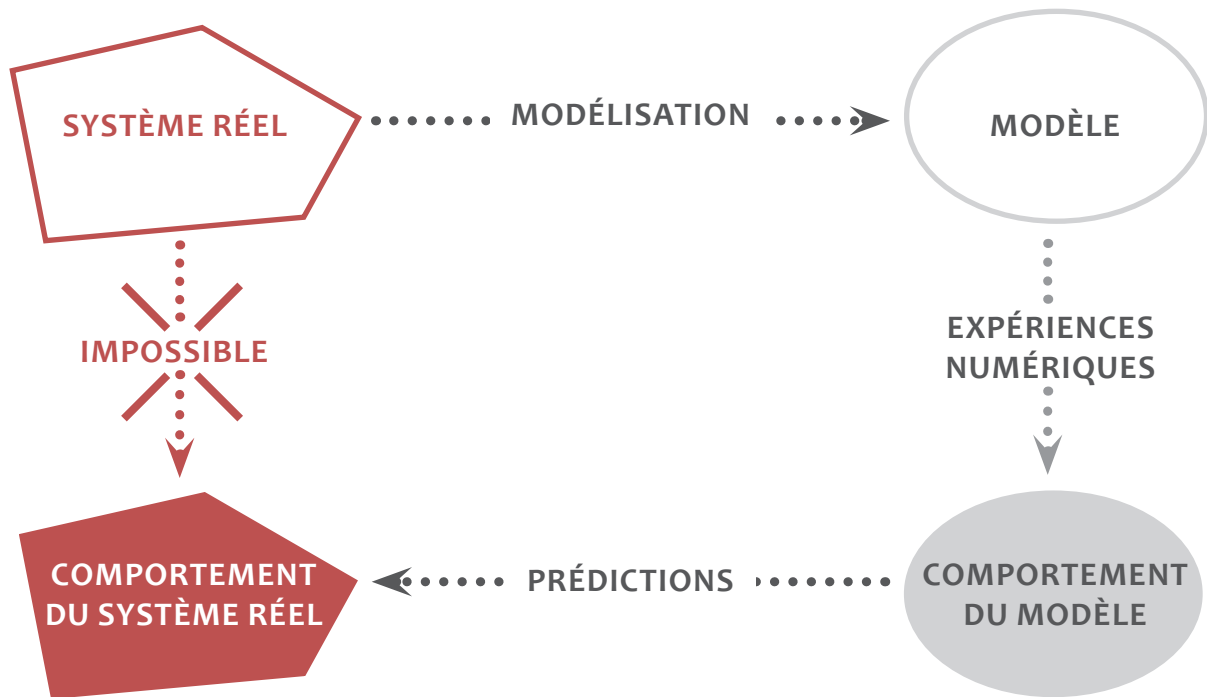 SYSTÈME RÉEL
MODÉLISATION
MODÈLE
IMPOSSIBLE
EXPÉRIENCES
NUMÉRIQUES
COMPORTEMENT
DU SYSTÈME RÉEL
PRÉDICTIONS
COMPORTEMENT
DU MODÈLE